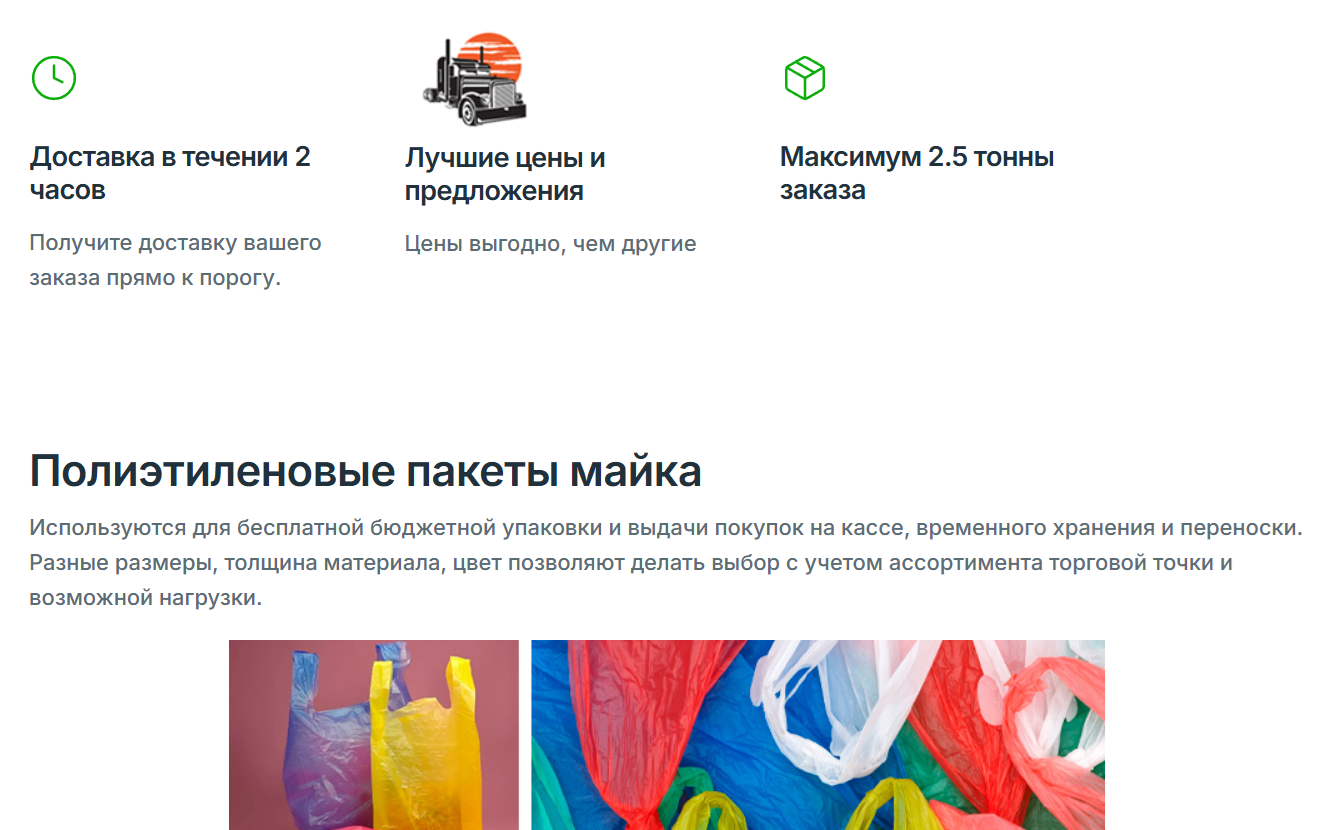 Доставка в течении 2
часов
Получите доставку вашего
заказа прямо к порогу.
Лучшие цены и
предложения
Цены выгодно, чем другие
Максимум 2.5 тонны
заказа
Полиэтиленовые пакеты майка
Используются для бесплатной бюджетной упаковки и выдачи покупок на кассе, временного хранения и переноски.
Разные размеры, толщина материала, цвет позволяют делать выбор с учетом ассортимента торговой точки и
возможной нагрузки.